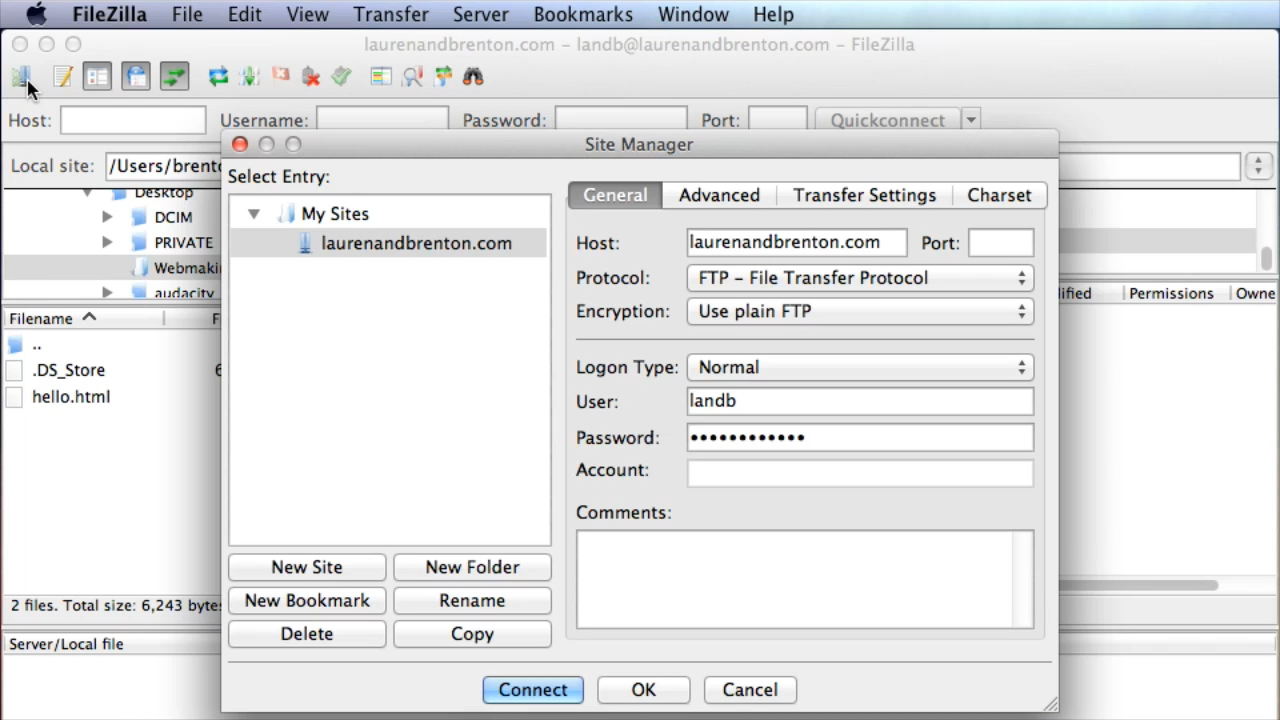 FileZilla File Edit View Transfer Server Bookmarks Window Help
laurenandbrenton.com – landb@laurenandbrenton.com – FileZilla
Host: Username: Password: Port: Quickconnect
Local site: /Users/brento
Site Manager
Desktop
DCIM
PRIVATE
Webmakin
audacity
Filename F
..
.DS_Store 6
hello.html
2 files. Total size: 6,243 bytes
Server/Local file
Select Entry:
My Sites
laurenandbrenton.com
New Site New Folder
New Bookmark Rename
Delete Copy
General Advanced Transfer Settings Charset
Host: laurenandbrenton.com Port:
Protocol: FTP – File Transfer Protocol
Encryption: Use plain FTP
Logon Type: Normal
User: landb
Password: ••••••••••••
Account:
Comments:
Connect OK Cancel
ified Permissions Owne